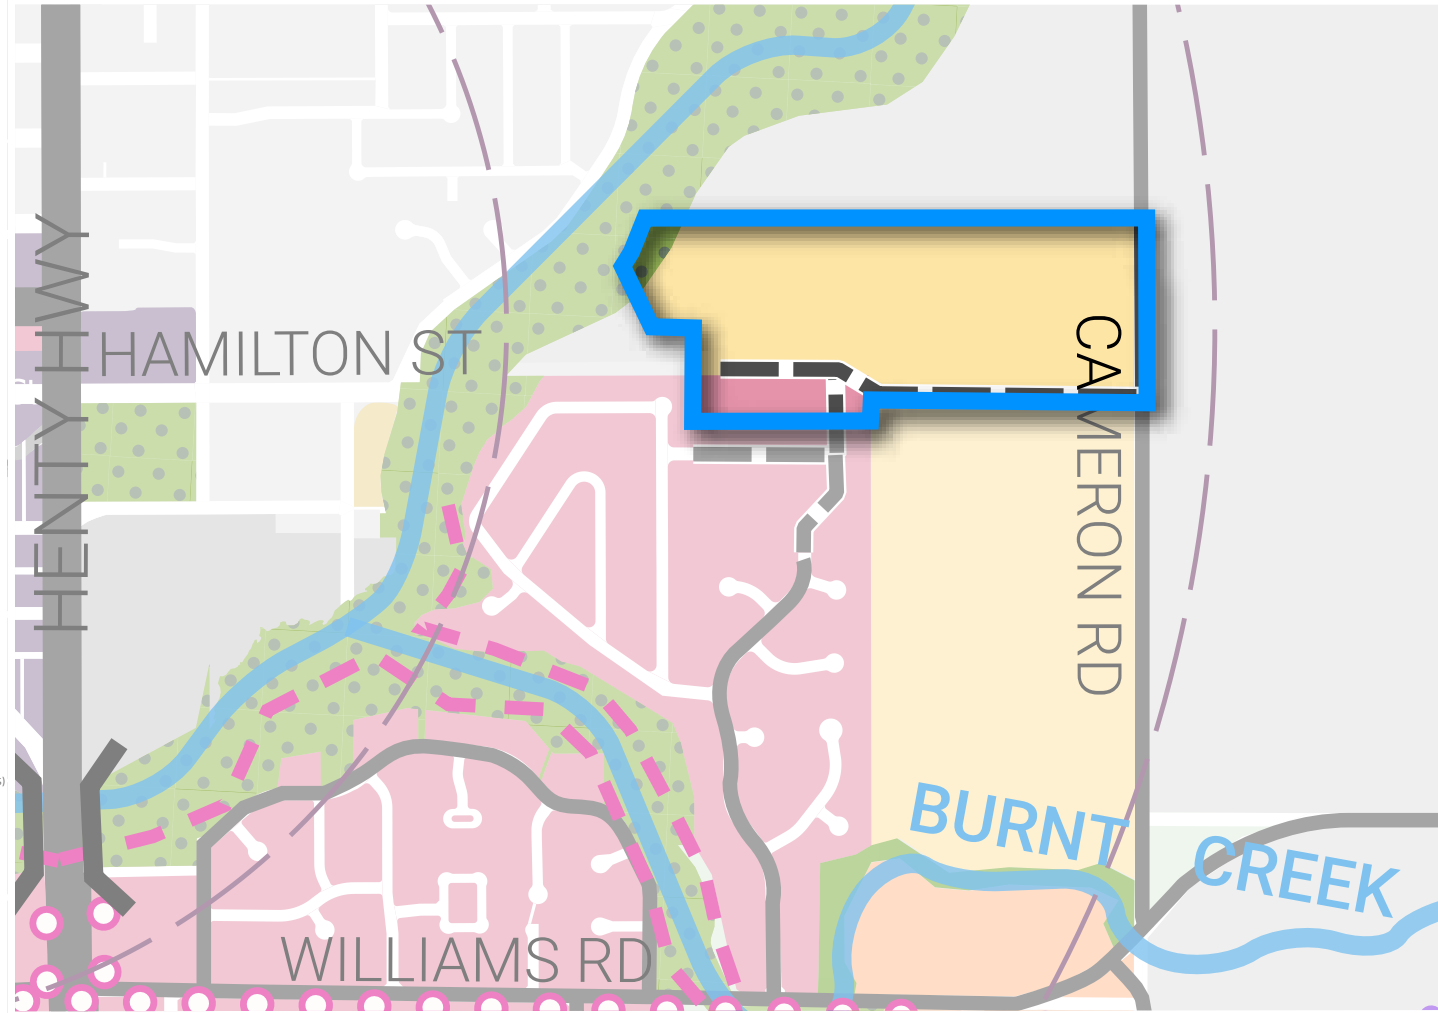 HENTY HWY
HAMILTON ST
CAMERON RD
BURNT CREEK
WILLIAMS RD